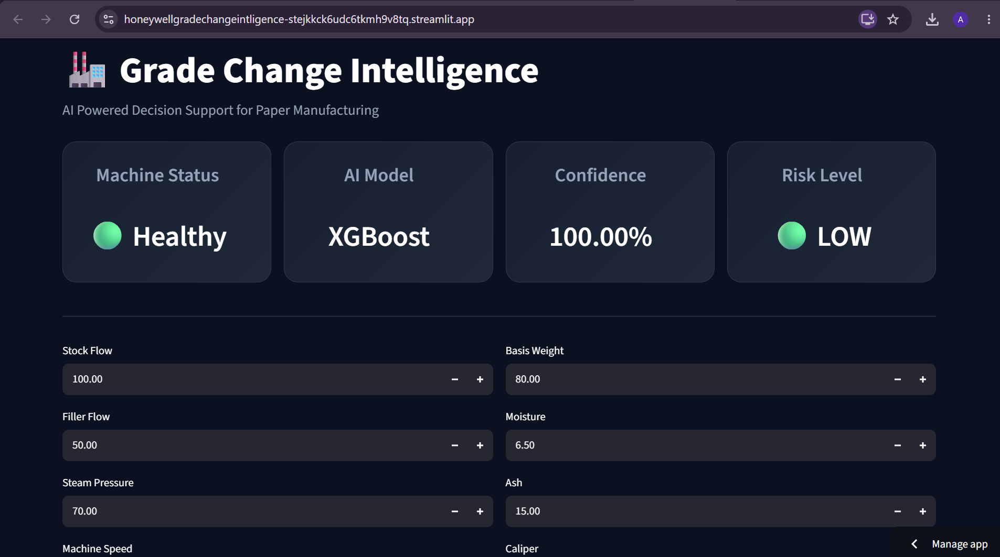 honeywellgradechangeintligence-stejkkck6udc6tkmh9v8tq.streamlit.app
A
Grade Change Intelligence
AI Powered Decision Support for Paper Manufacturing
Machine Status
Healthy
AI Model
XGBoost
Confidence
100.00%
Risk Level
LOW
Stock Flow
100.00
Basis Weight
80.00
Filler Flow
50.00
Moisture
6.50
Steam Pressure
70.00
Ash
15.00
Machine Speed
Caliper
Manage app